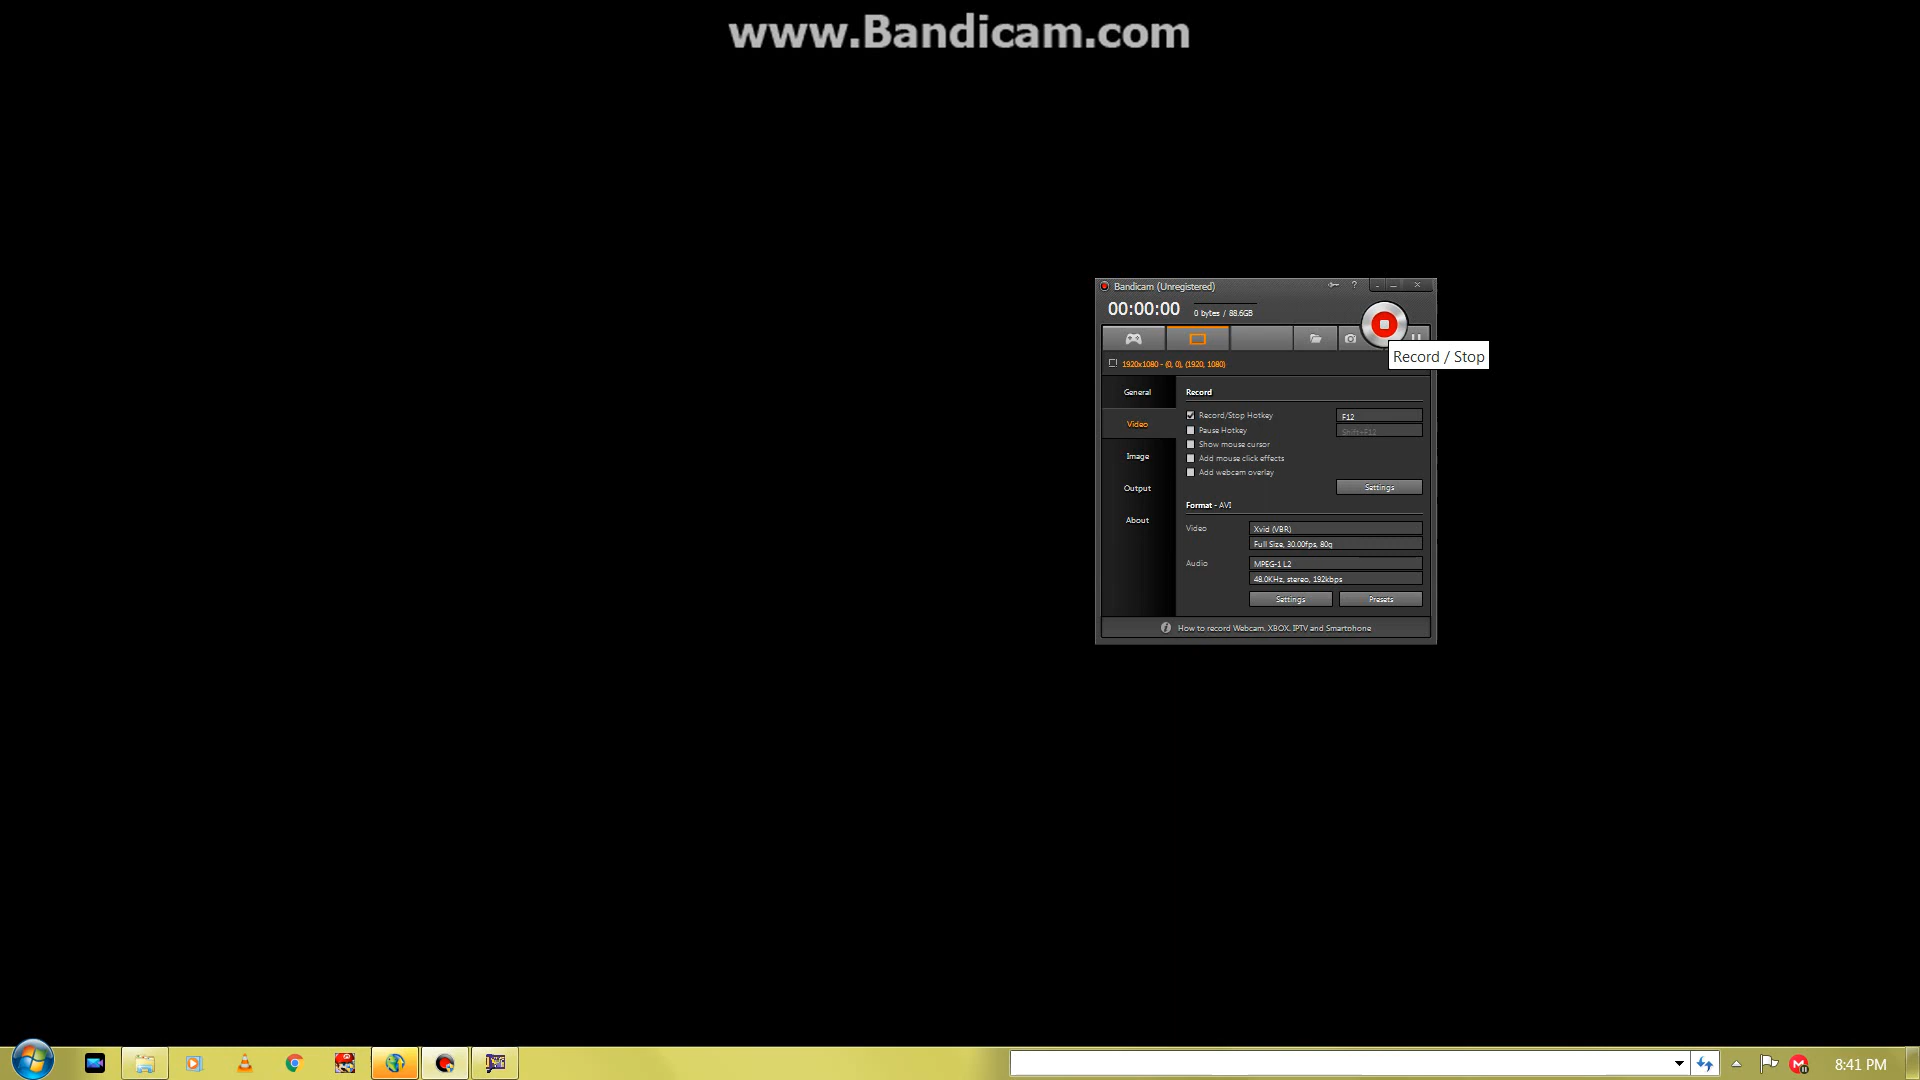 www.Bandicam.com
Bandicam (Unregistered)
00:00:00
0 bytes / 88.6GB
Record / Stop
1920x1080 - (0, 0), (1920, 1080)
General
Video
Image
Output
About
Record
Record/Stop Hotkey
F12
Pause Hotkey
Shift+F12
Show mouse cursor
Add mouse click effects
Add webcam overlay
Settings
Format - AVI
Video
Xvid (VBR)
Full Size, 30.00fps, 80q
Audio
MPEG-1 L2
48.0KHz, stereo, 192kbps
Settings
Presets
How to record Webcam, XBOX, IPTV and Smartphone
8:41 PM